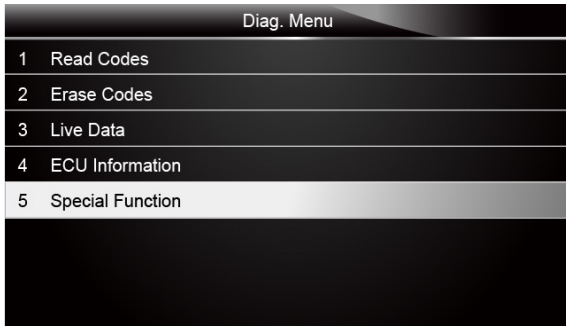 Diag. Menu
1 Read Codes
2 Erase Codes
3 Live Data
4 ECU Information
5 Special Function